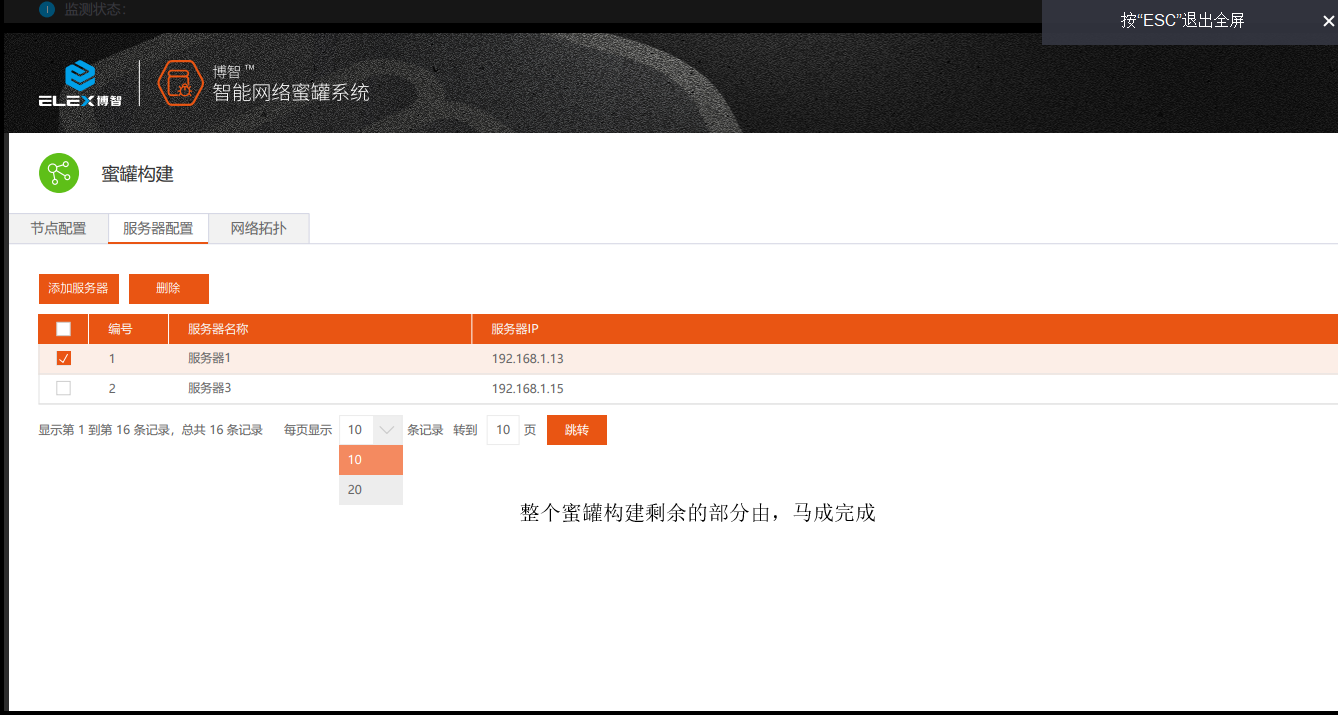 监测状态:
按“ESC”退出全屏
ELEX博智
博智™
智能网络蜜罐系统
蜜罐构建
节点配置 服务器配置 网络拓扑
添加服务器 删除
编号 服务器名称 服务器IP
1 服务器1 192.168.1.13
2 服务器3 192.168.1.15
显示第 1 到第 16 条记录，总共 16 条记录 每页显示 10 条记录 转到 10 页 跳转
10
20
整个蜜罐构建剩余的部分由，马成完成